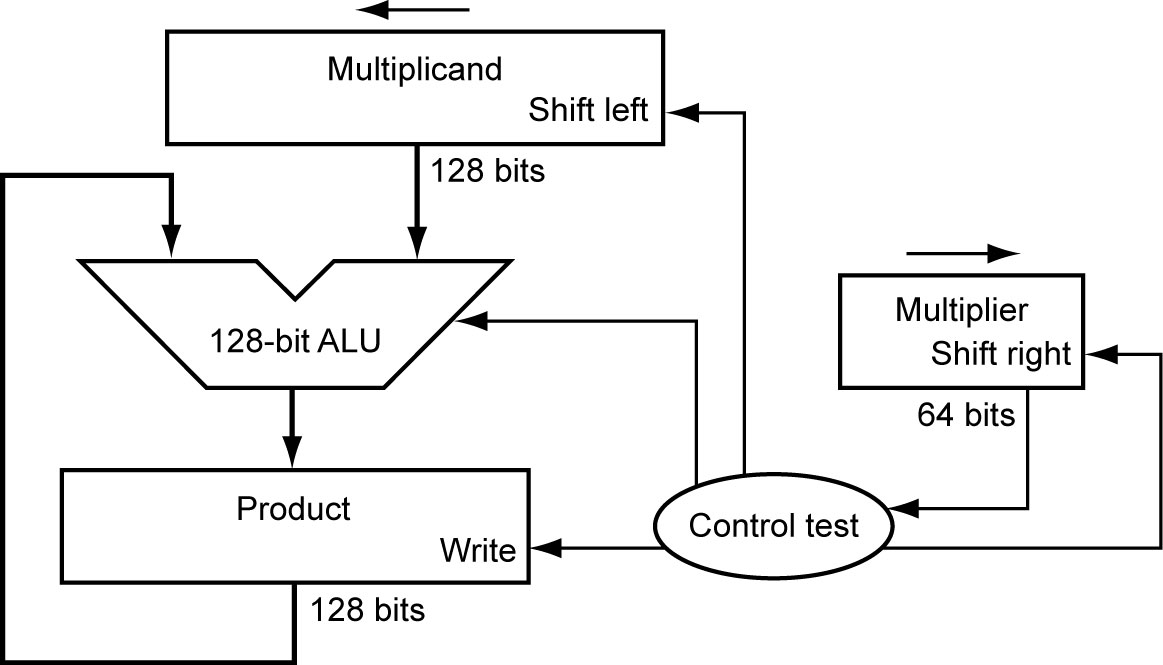 Multiplicand
Shift left
128 bits
128-bit ALU
Multiplier
Shift right
64 bits
Product
Write
Control test
128 bits